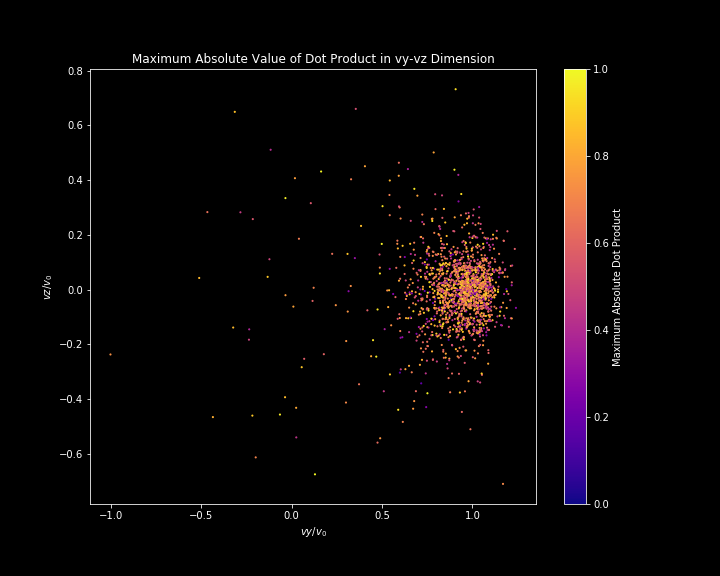 Maximum Absolute Value of Dot Product in vy-vz Dimension
0.8
0.6
0.4
0.2
0.0
−0.2
−0.4
−0.6
vz/v₀
−1.0 −0.5 0.0 0.5 1.0
vy/v₀
1.0
0.8
0.6
0.4
0.2
0.0
Maximum Absolute Dot Product